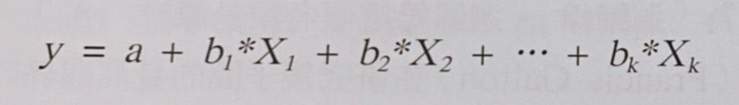 y = a + b₁*X₁ + b₂*X₂ + ··· + bₖ*Xₖ